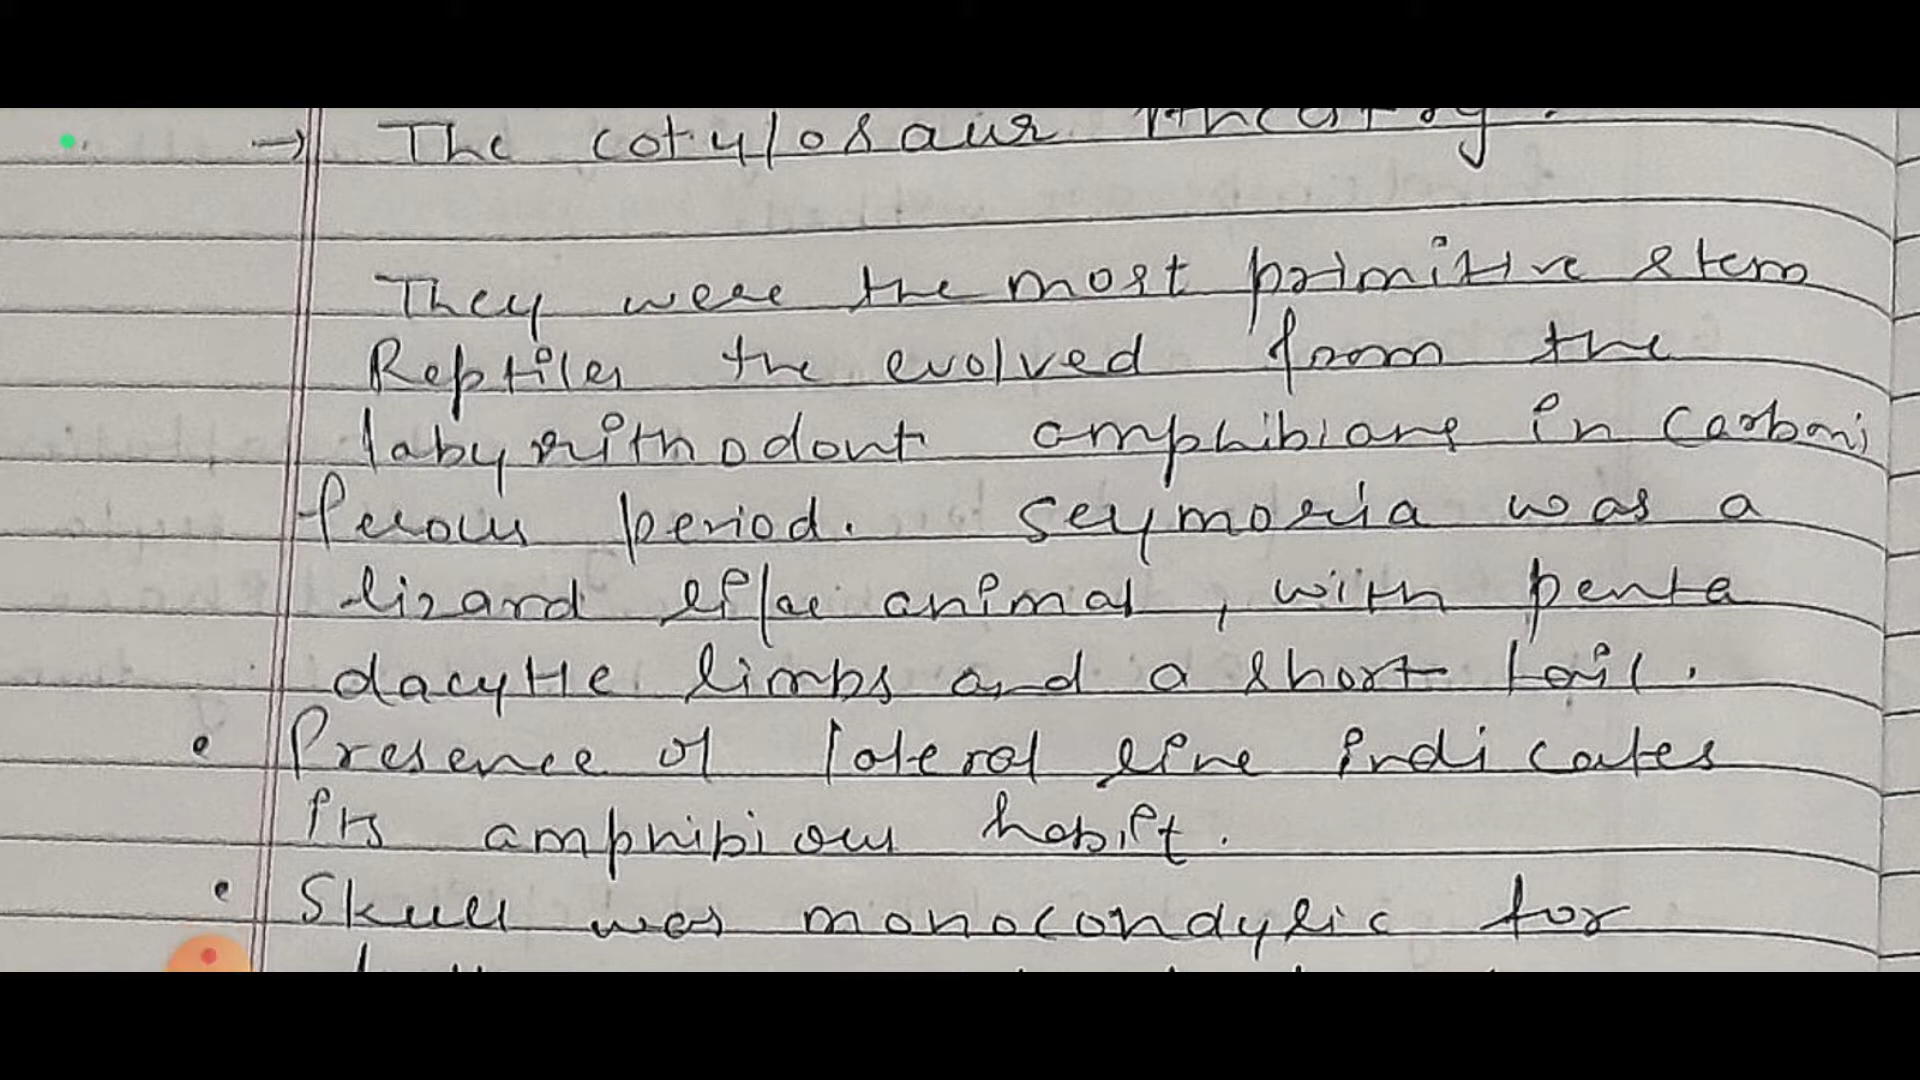 → The cotylosaur theory.
They were the most primitive stem
Reptiles the evolved from the
labyrithodont amphibians in carboni
ferous period. Seymoria was a
lizard like animal, with penta
dacytle limbs and a short tail.
• Presence of lateral line indicates
its amphibious habit.
• Skull was monocondylic for